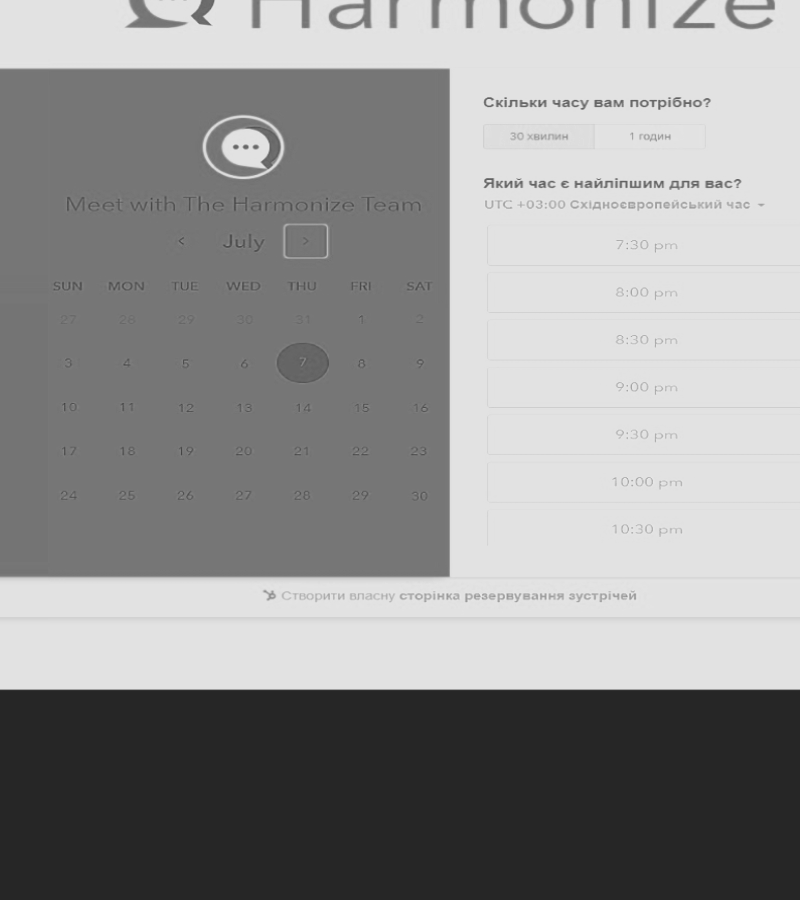 Harmonize
Meet with The Harmonize Team
< July >
SUN MON TUE WED THU FRI SAT
27 28 29 30 31 1 2
3 4 5 6 7 8 9
10 11 12 13 14 15 16
17 18 19 20 21 22 23
24 25 26 27 28 29 30
Скільки часу вам потрібно?
30 хвилин 1 годин
Який час є найліпшим для вас?
UTC +03:00 Східноєвропейський час
7:30 pm
8:00 pm
8:30 pm
9:00 pm
9:30 pm
10:00 pm
10:30 pm
Створити власну сторінка резервування зустрічей